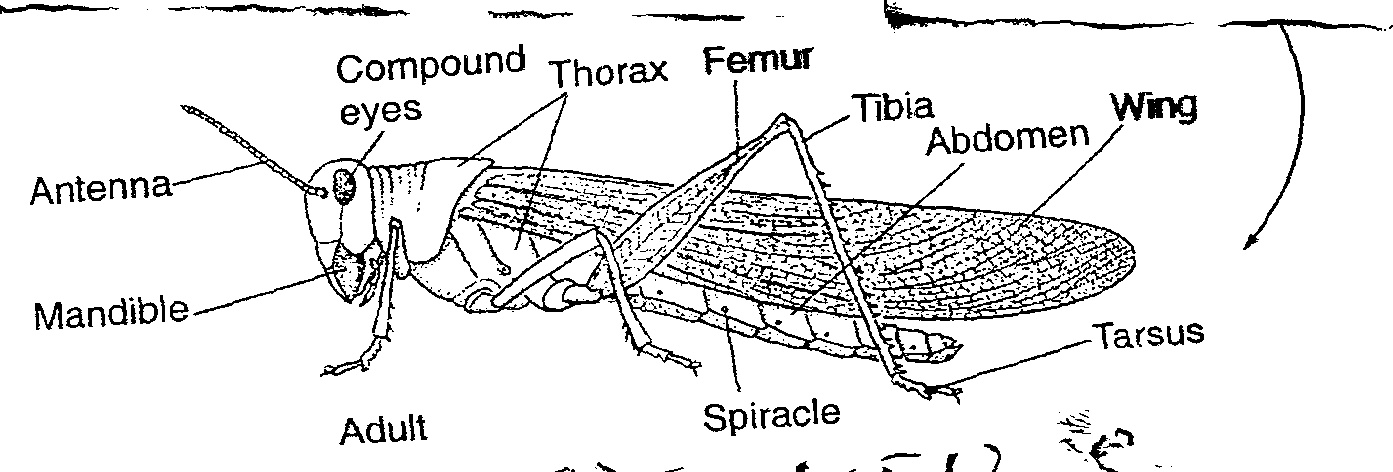 Compound
eyes
Thorax
Femur
Tibia
Abdomen
Wing
Antenna
Mandible
Tarsus
Spiracle
Adult